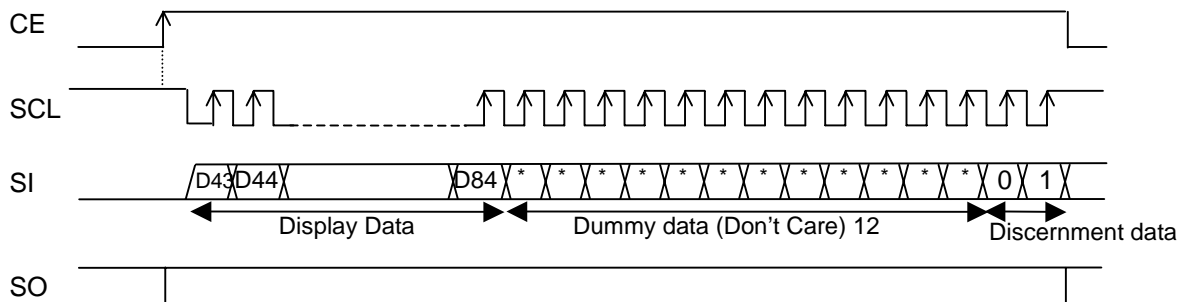 CE
SCL
SI D43 D44 D84 * * * * * * * * * * * * 0 1
Display Data Dummy data (Don't Care) 12 Discernment data
SO